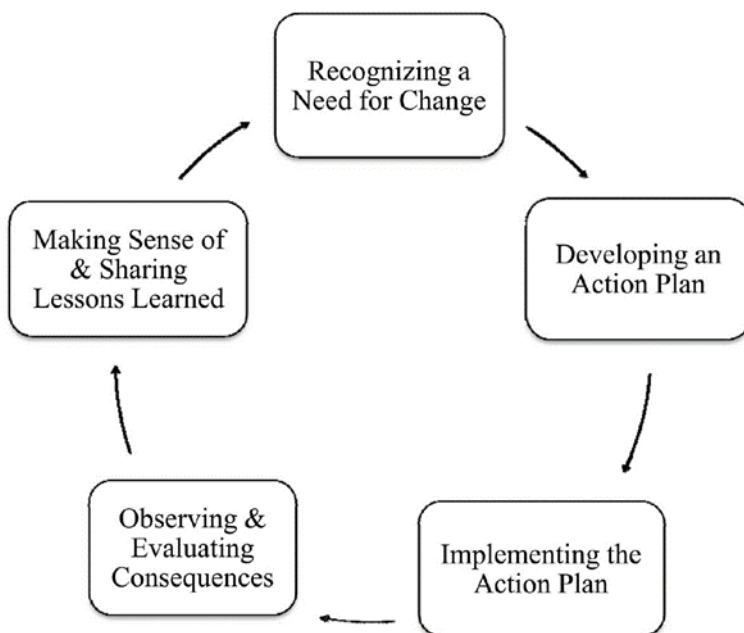 Recognizing a
Need for Change
Developing an
Action Plan
Implementing the
Action Plan
Observing &
Evaluating
Consequences
Making Sense of
& Sharing
Lessons Learned